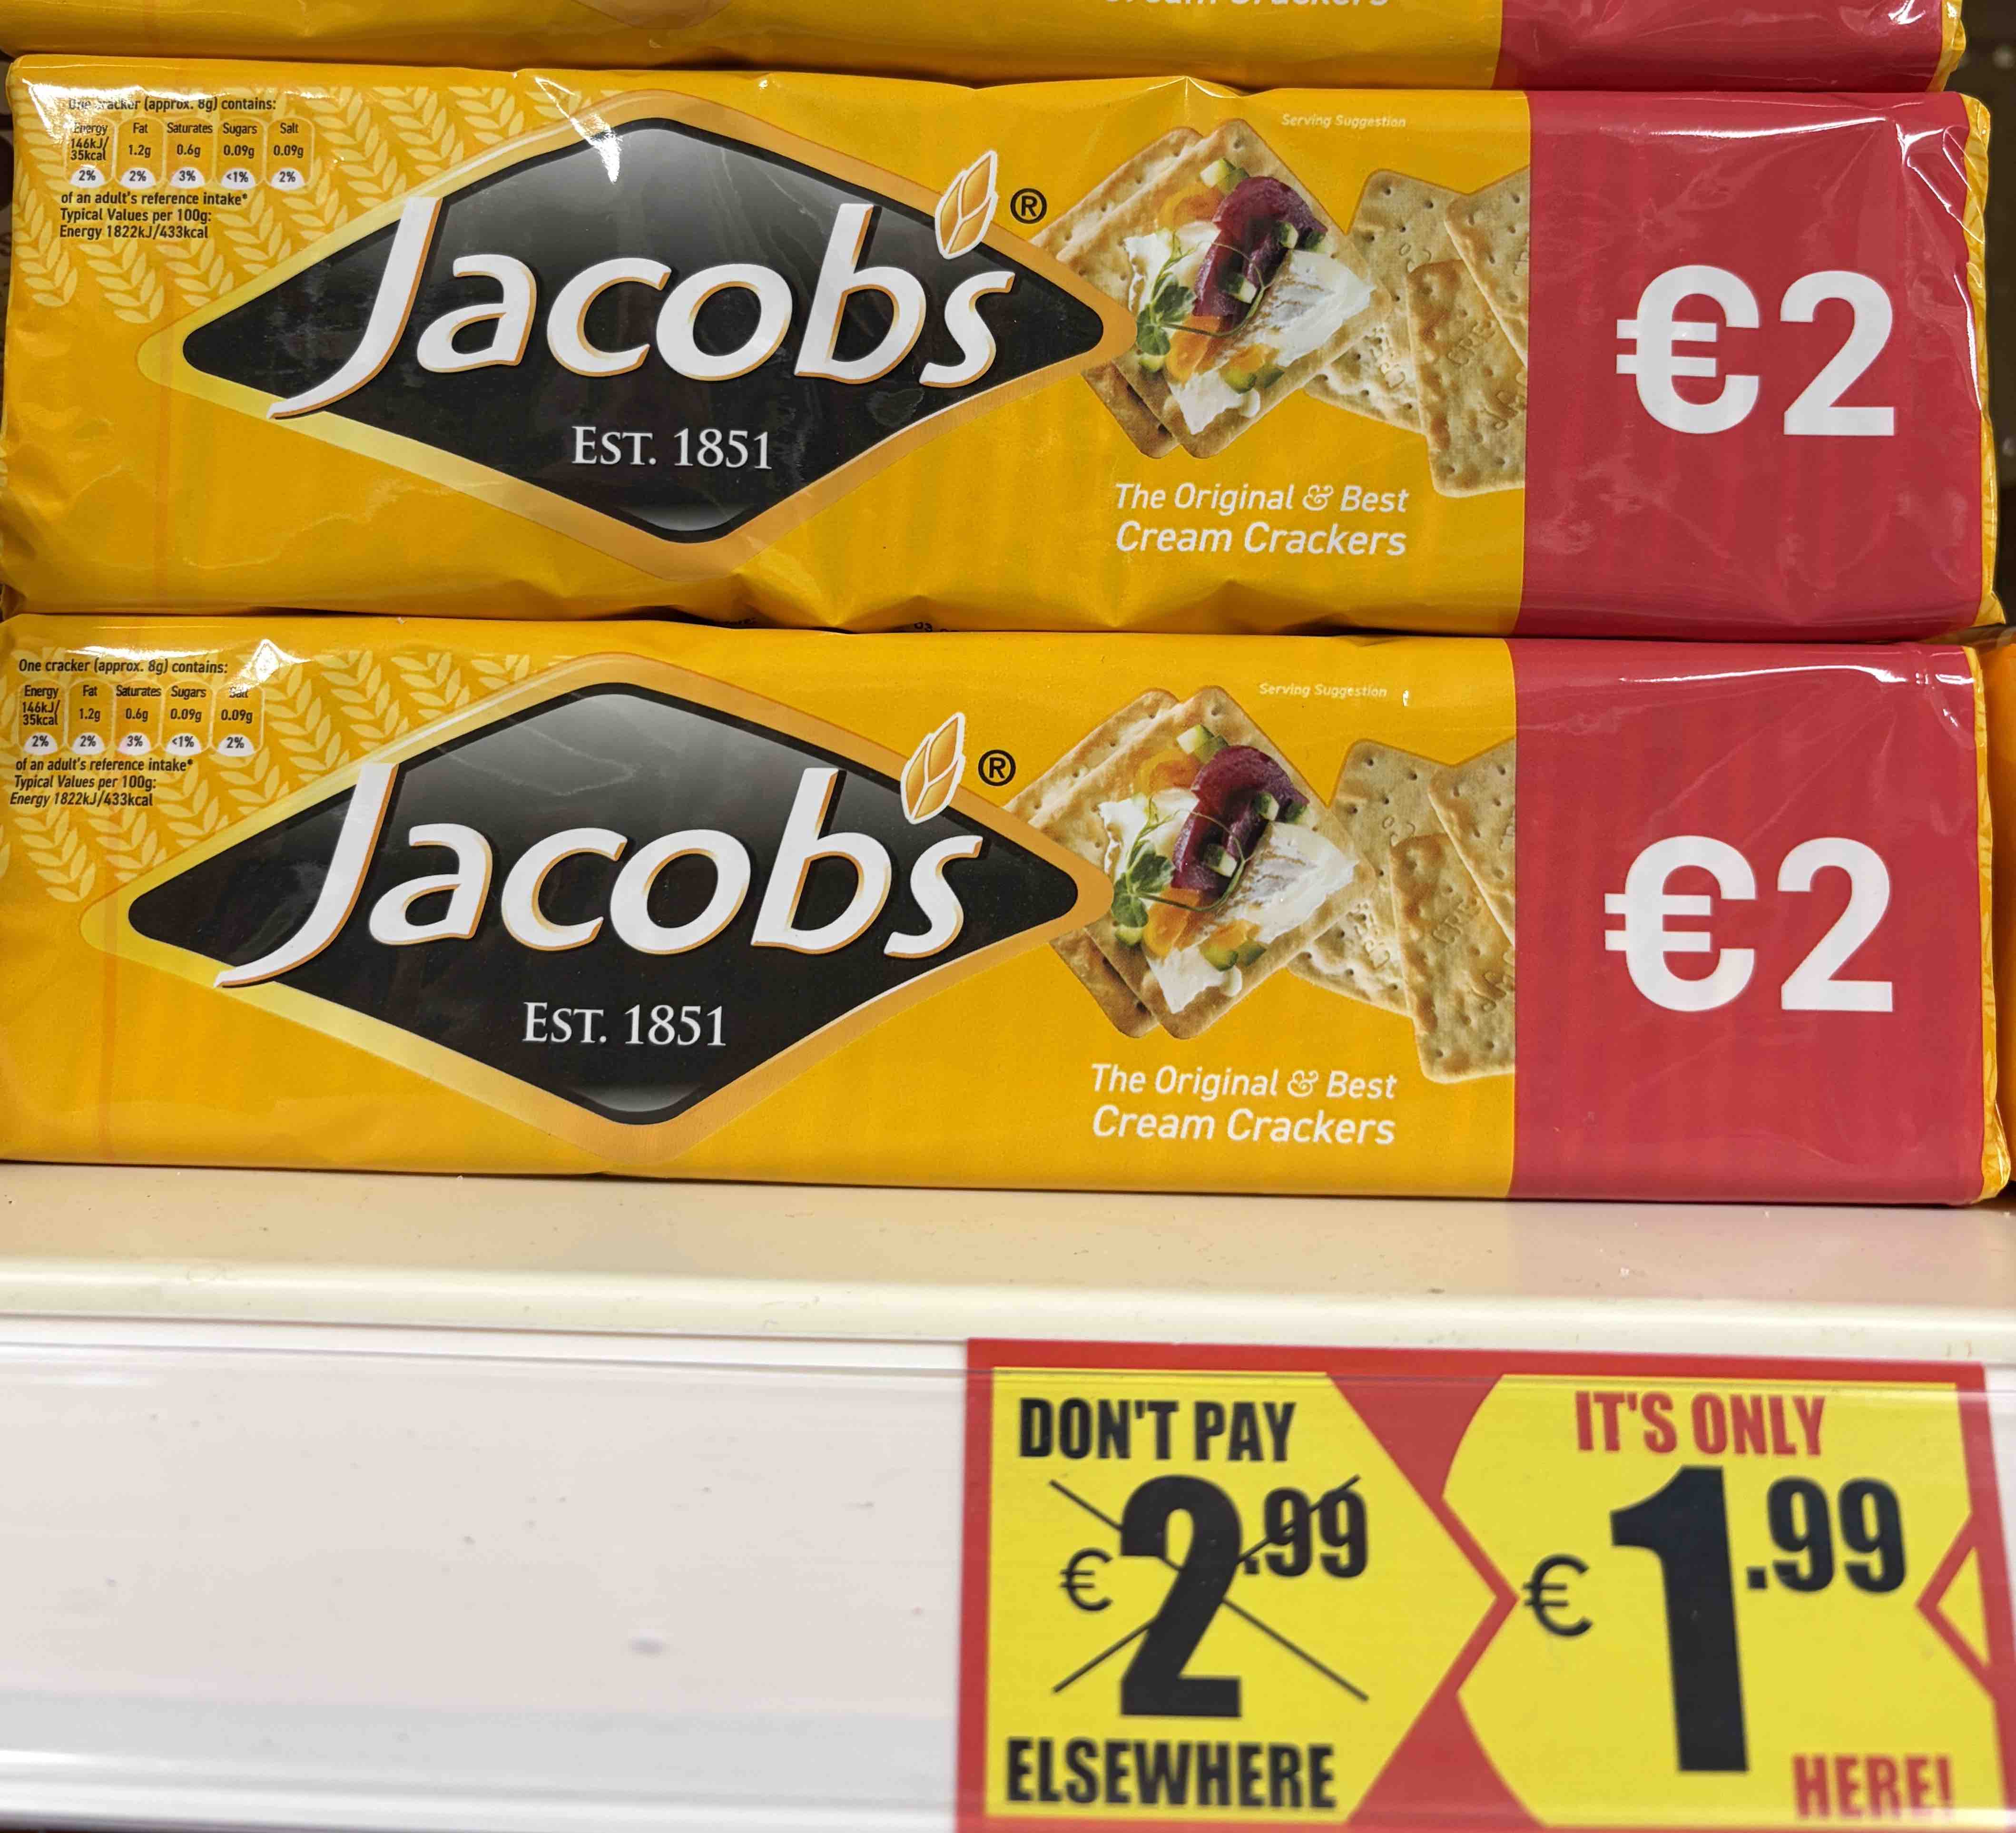 Cream Crackers
One cracker (approx. 8g) contains:
Energy Fat Saturates Sugars Salt
146kJ/ 35kcal 1.2g 0.6g 0.09g 0.09g
2% 2% 3% <1% 2%
of an adult's reference intake*
Typical Values per 100g:
Energy 1822kJ/433kcal
Jacob's ®
EST. 1851
Serving Suggestion
The Original & Best
Cream Crackers
€2
One cracker (approx. 8g) contains:
Energy Fat Saturates Sugars Salt
146kJ/ 35kcal 1.2g 0.6g 0.09g 0.09g
2% 2% 3% <1% 2%
of an adult's reference intake*
Typical Values per 100g:
Energy 1822kJ/433kcal
Jacob's ®
EST. 1851
Serving Suggestion
The Original & Best
Cream Crackers
€2
DON'T PAY
€2.99
ELSEWHERE
IT'S ONLY
€1.99
HERE!